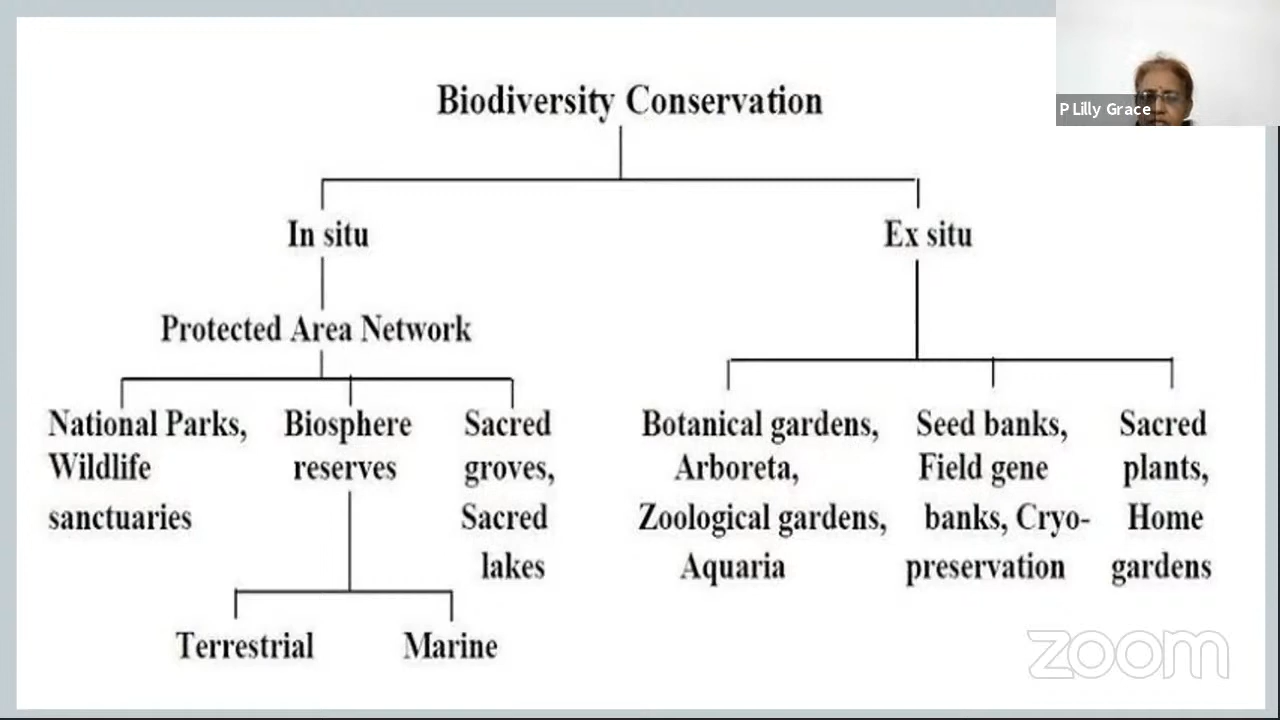 Biodiversity Conservation
P Lilly Grace
In situ
Ex situ
Protected Area Network
National Parks,
Wildlife
sanctuaries
Biosphere
reserves
Sacred
groves,
Sacred
lakes
Terrestrial
Marine
Botanical gardens,
Arboreta,
Zoological gardens,
Aquaria
Seed banks,
Field gene
banks, Cryo-
preservation
Sacred
plants,
Home
gardens
zoom